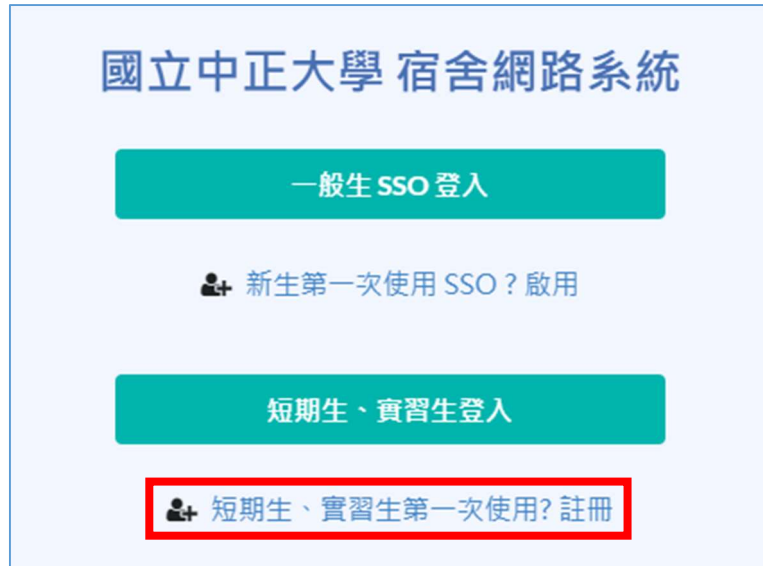 國立中正大學 宿舍網路系統
一般生 SSO 登入
新生第一次使用 SSO？啟用
短期生、實習生登入
短期生、實習生第一次使用? 註冊